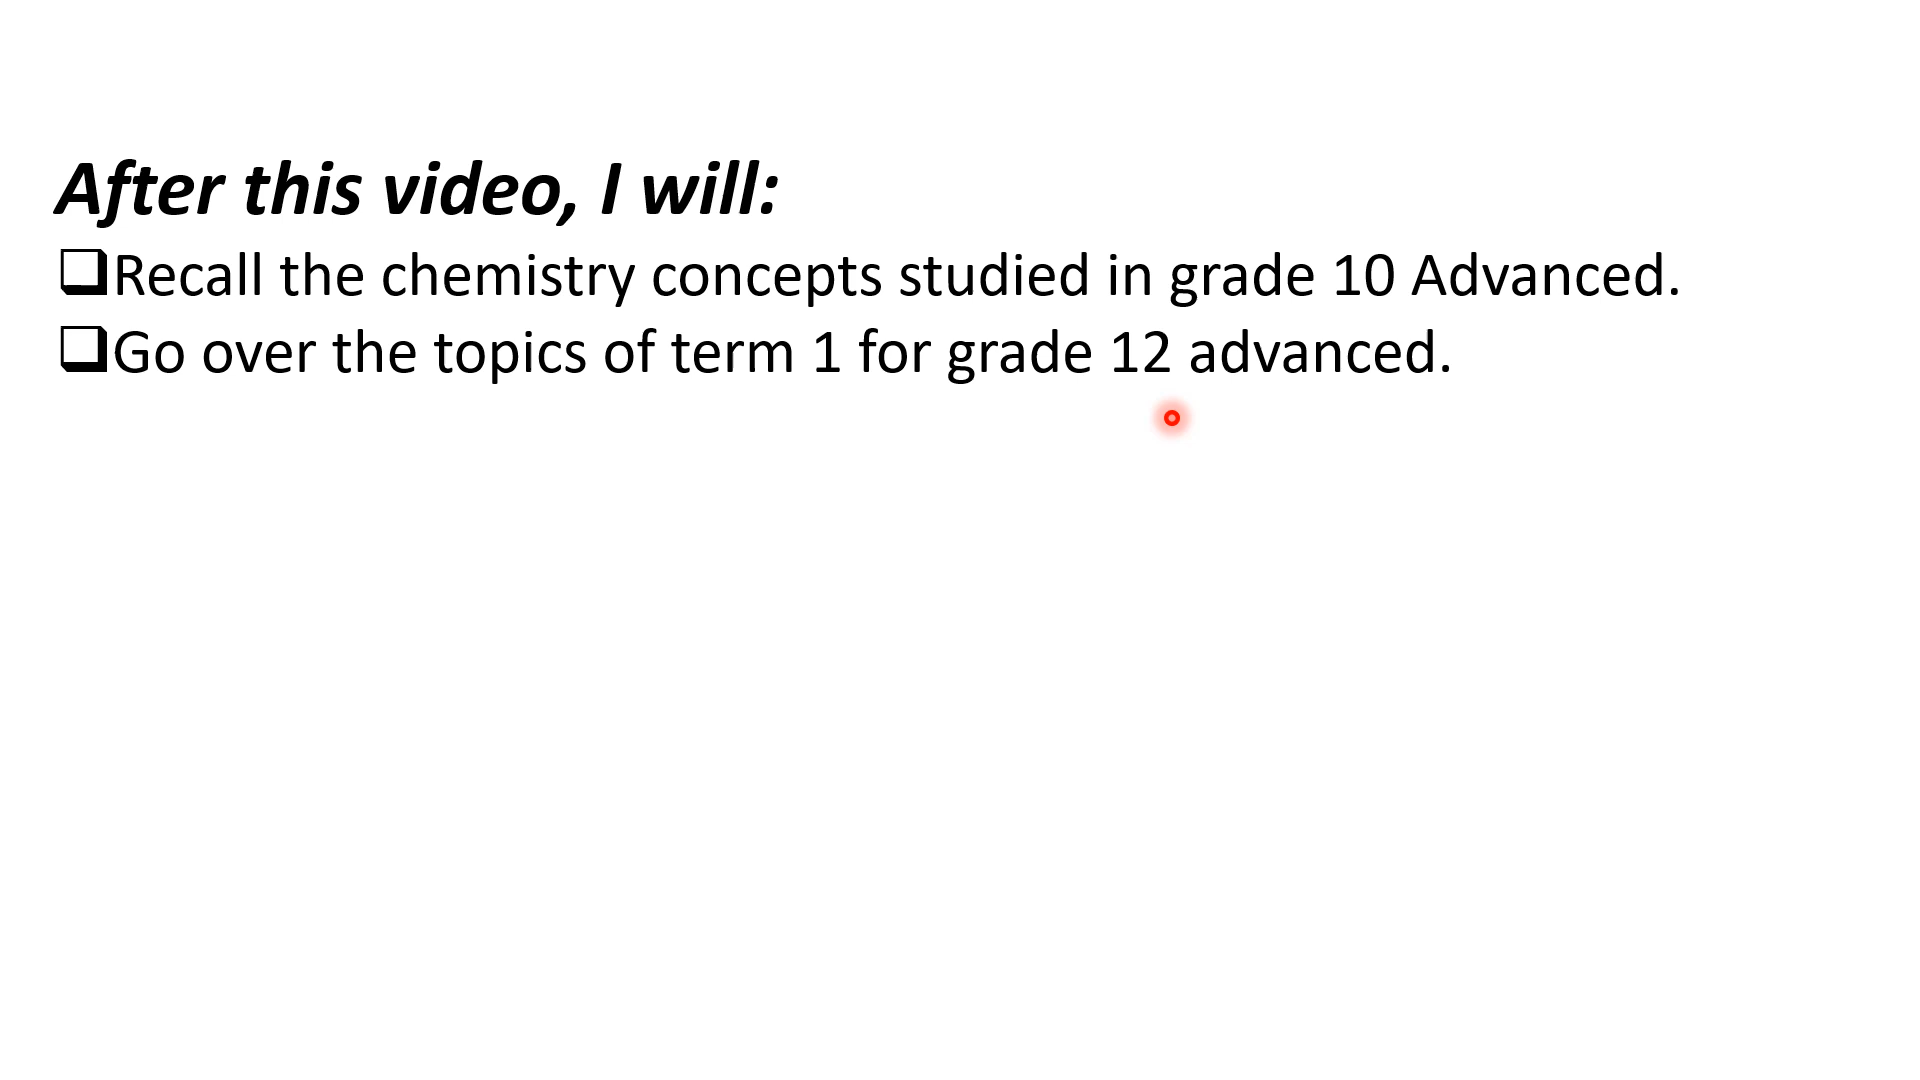 After this video, I will:
❑Recall the chemistry concepts studied in grade 10 Advanced.
❑Go over the topics of term 1 for grade 12 advanced.